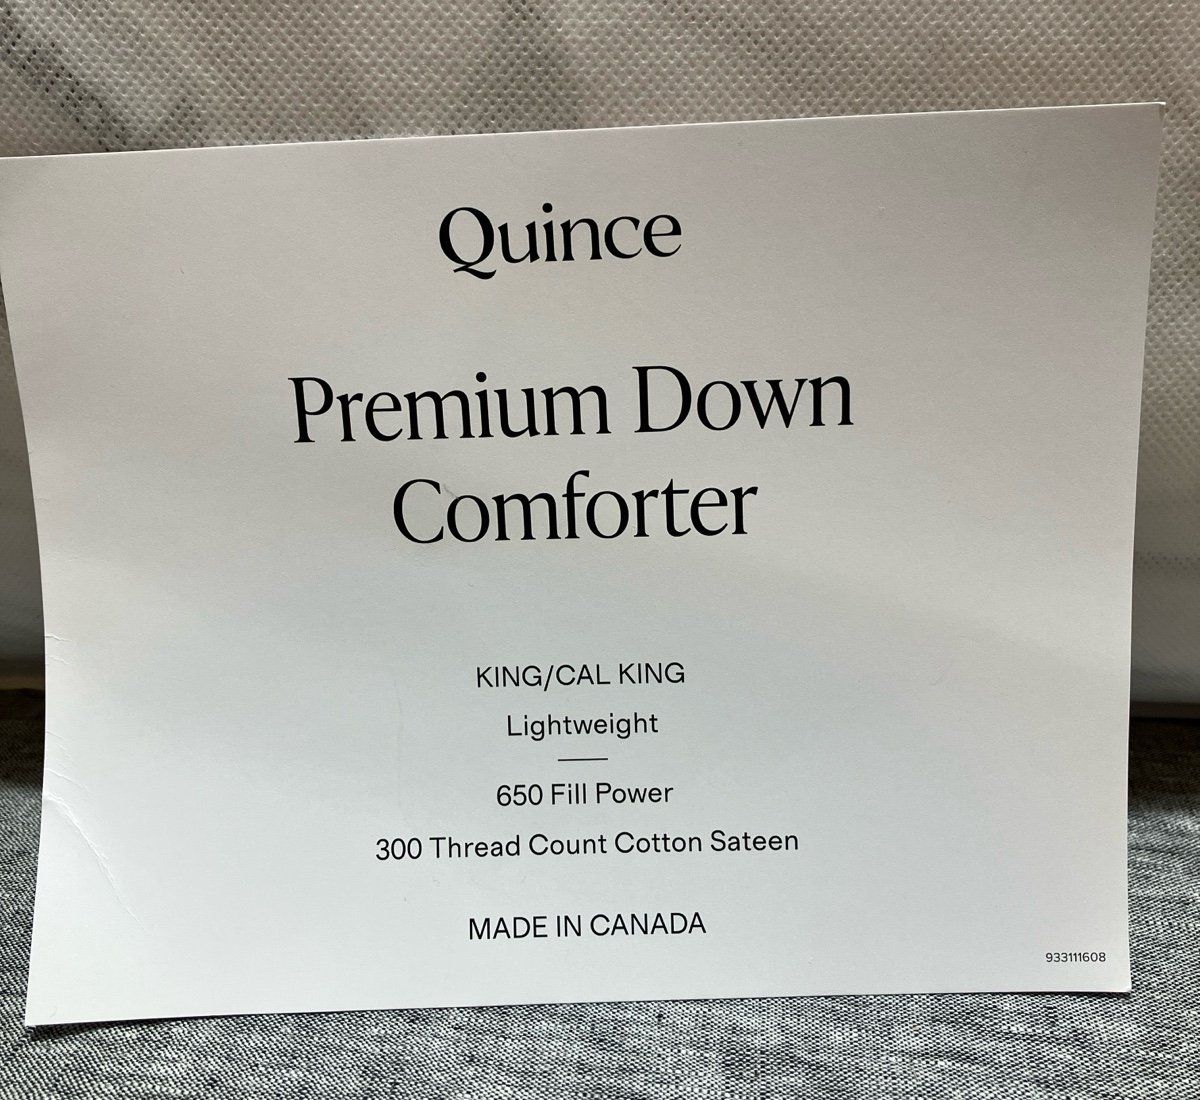 Quince
Premium Down
Comforter
KING/CAL KING
Lightweight
650 Fill Power
300 Thread Count Cotton Sateen
MADE IN CANADA
933111608